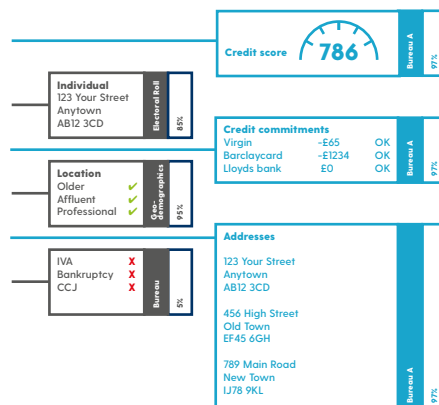 Credit score
786
Bureau A
97%
Individual
123 Your Street
Anytown
AB12 3CD
Electoral Roll
85%
Credit commitments
Virgin -£65 OK
Barclaycard -£1234 OK
Lloyds bank £0 OK
Bureau A
97%
Location
Older ✔
Affluent ✔
Professional ✔
Geo-
demographics
95%
Addresses
123 Your Street
Anytown
AB12 3CD
456 High Street
Old Town
EF45 6GH
789 Main Road
New Town
IJ78 9KL
Bureau A
97%
IVA X
Bankruptcy X
CCJ X
Bureau
5%